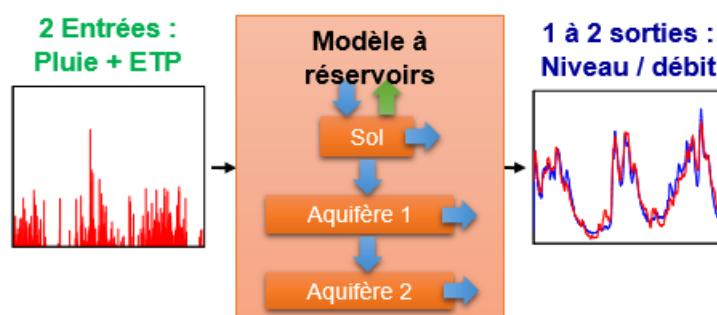 2 Entrées :
Pluie + ETP
Modèle à
réservoirs
Sol
Aquifère 1
Aquifère 2
1 à 2 sorties :
Niveau / débit